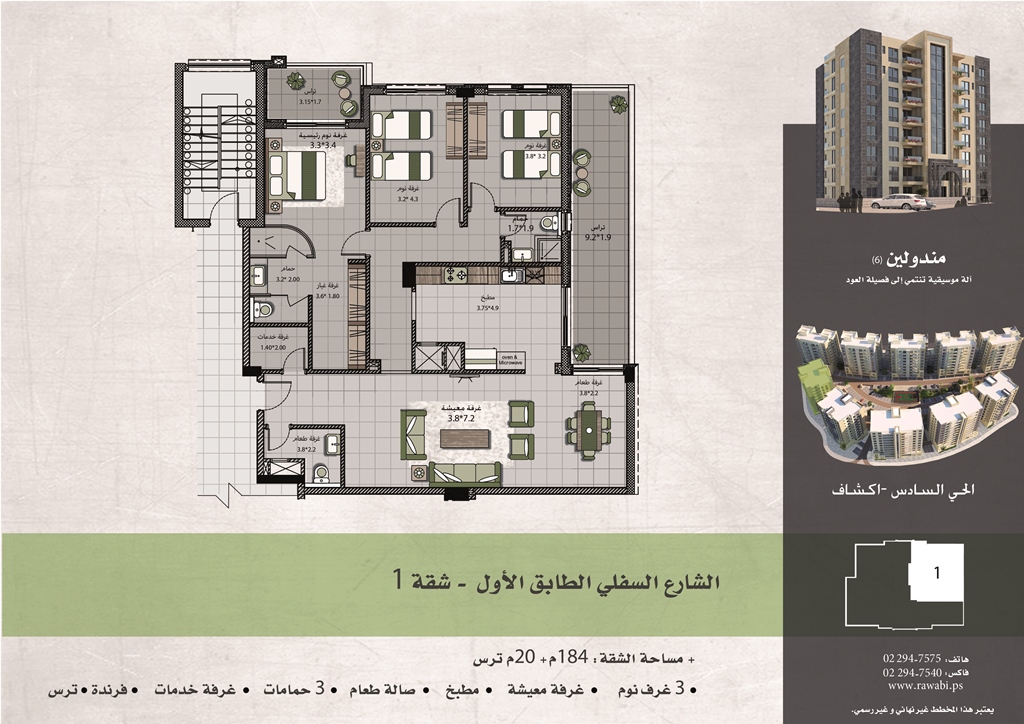 تراس
3.15*1.7
غرفة نوم رئيسية
3.3*3.4
غرفة نوم
3.2* 4.3
غرفة نوم
3.8* 3.2
حمام
1.7*1.9
تراس
9.2*1.9
حمام
3.2* 2.00
غرفة غيار
3.6* 1.80
مطبخ
3.75*4.9
غرفة خدمات
1.40*2.00
oven &
Microwave
غرفة معيشة
3.8*7.2
غرفة طعام
3.8*2.2
غرفة طعام
3.8*2.2
مندولين (6)
آلة موسيقية تنتمي إلى فصيلة العود
الحي السادس -اكشاف
1
الشارع السفلي الطابق الأول - شقة 1
+ مساحة الشقة: 184م+ 20م ترس
• 3 غرف نوم • غرفة معيشة • مطبخ • صالة طعام • 3 حمامات • غرفة خدمات • فرندة • ترس
هاتف: 02 294-7575
فاكس: 02 294-7540
www.rawabi.ps
يعتبر هذا المخطط غير نهائي و غير رسمي.